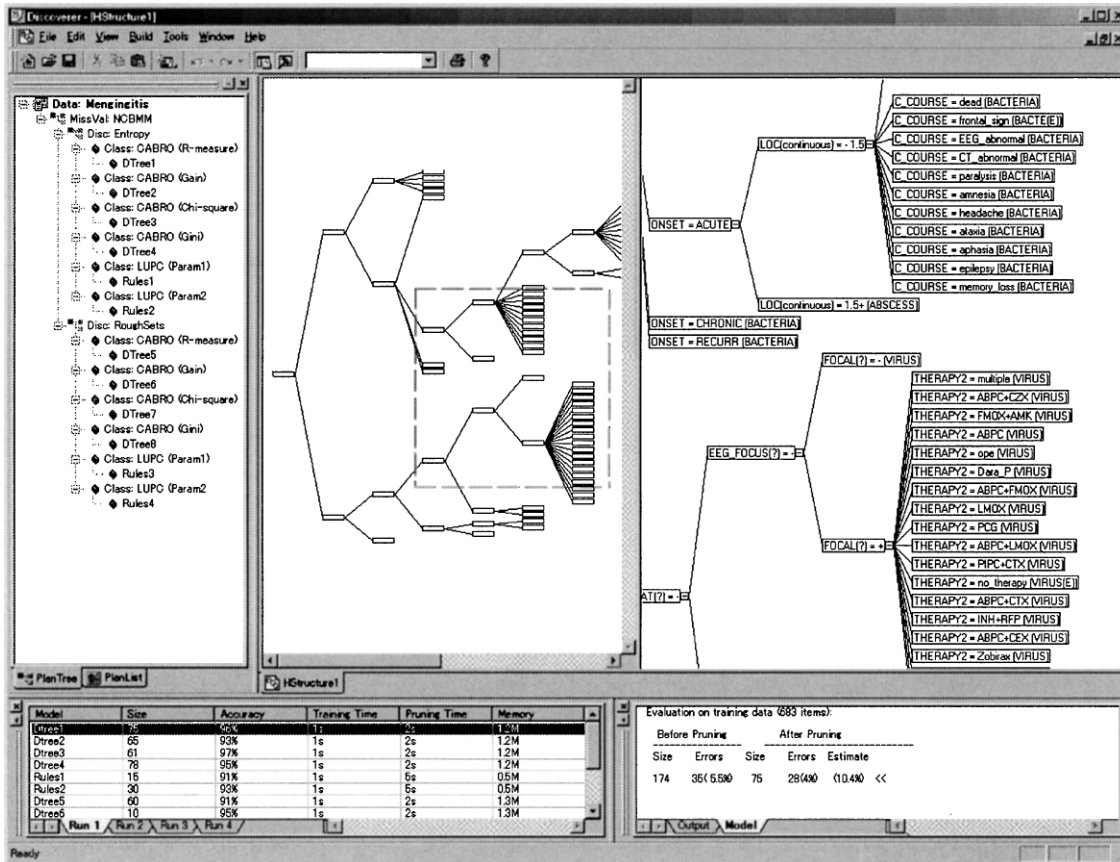 Discoverer - [HStructure1]
File Edit View Build Tools Window Help
Data: Mengingitis
MissVal: NCBMM
Disc: Entropy
Class: CABRO (R-measure)
DTree1
Class: CABRO (Gain)
DTree2
Class: CABRO (Chi-square)
DTree3
Class: CABRO (Gini)
DTree4
Class: LUPC (Param1)
Rules1
Class: LUPC (Param2
Rules2
Disc: RoughSets
Class: CABRO (R-measure)
DTree5
Class: CABRO (Gain)
DTree6
Class: CABRO (Chi-square)
DTree7
Class: CABRO (Gini)
DTree8
Class: LUPC (Param1)
Rules3
Class: LUPC (Param2
Rules4
PlanTree PlanList
C_COURSE = dead (BACTERIA)
C_COURSE = frontal_sign (BACTE(E))
C_COURSE = EEG_abnormal (BACTERIA)
LOC(continuous) = - 1.5
C_COURSE = CT_abnormal (BACTERIA)
C_COURSE = paralysis (BACTERIA)
C_COURSE = amnesia (BACTERIA)
C_COURSE = headache (BACTERIA)
ONSET = ACUTE
C_COURSE = ataxia (BACTERIA)
C_COURSE = aphasia (BACTERIA)
C_COURSE = epilepsy (BACTERIA)
C_COURSE = memory_loss (BACTERIA)
LOC(continuous) = 1.5+ (ABSCESS)
ONSET = CHRONIC (BACTERIA)
ONSET = RECURR (BACTERIA)
FOCAL(?) = - (VIRUS)
THERAPY2 = multiple (VIRUS)
THERAPY2 = ABPC+CZX (VIRUS)
THERAPY2 = FMOX+AMK (VIRUS)
THERAPY2 = ABPC (VIRUS)
EEG_FOCUS(?) = -
THERAPY2 = ope (VIRUS)
THERAPY2 = Dara_P (VIRUS)
THERAPY2 = ABPC+FMOX (VIRUS)
THERAPY2 = LMOX (VIRUS)
THERAPY2 = PCG (VIRUS)
FOCAL(?) = +
THERAPY2 = ABPC+LMOX (VIRUS)
THERAPY2 = PIPC+CTX (VIRUS)
THERAPY2 = no_therapy (VIRUS(E))
AT(?) = -
THERAPY2 = ABPC+CTX (VIRUS)
THERAPY2 = INH+RFP (VIRUS)
THERAPY2 = ABPC+CEX (VIRUS)
THERAPY2 = Zobirax (VIRUS)
HStructure1
Model Size Accuracy Training Time Pruning Time Memory
Dtree1 75 96% 1s 2s 1.2M
Dtree2 65 93% 1s 2s 1.2M
Dtree3 61 97% 1s 2s 1.2M
Dtree4 78 95% 1s 2s 1.2M
Rules1 15 91% 1s 5s 0.5M
Rules2 30 93% 1s 5s 0.5M
Dtree5 60 91% 1s 2s 1.3M
Dtree6 10 95% 1s 2s 1.3M
Run 1 Run 2 Run 3 Run 4
Evaluation on training data (683 items):
Before Pruning After Pruning
Size Errors Size Errors Estimate
174 35( 5.5%) 75 28(4%) (10.4%) <<
Output Model
Ready